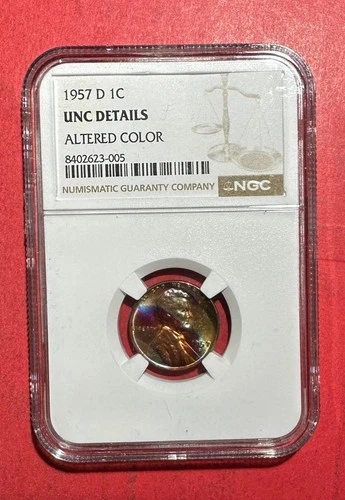 1957 D 1C
UNC DETAILS
ALTERED COLOR
8402623-005
NUMISMATIC GUARANTY COMPANY NGC